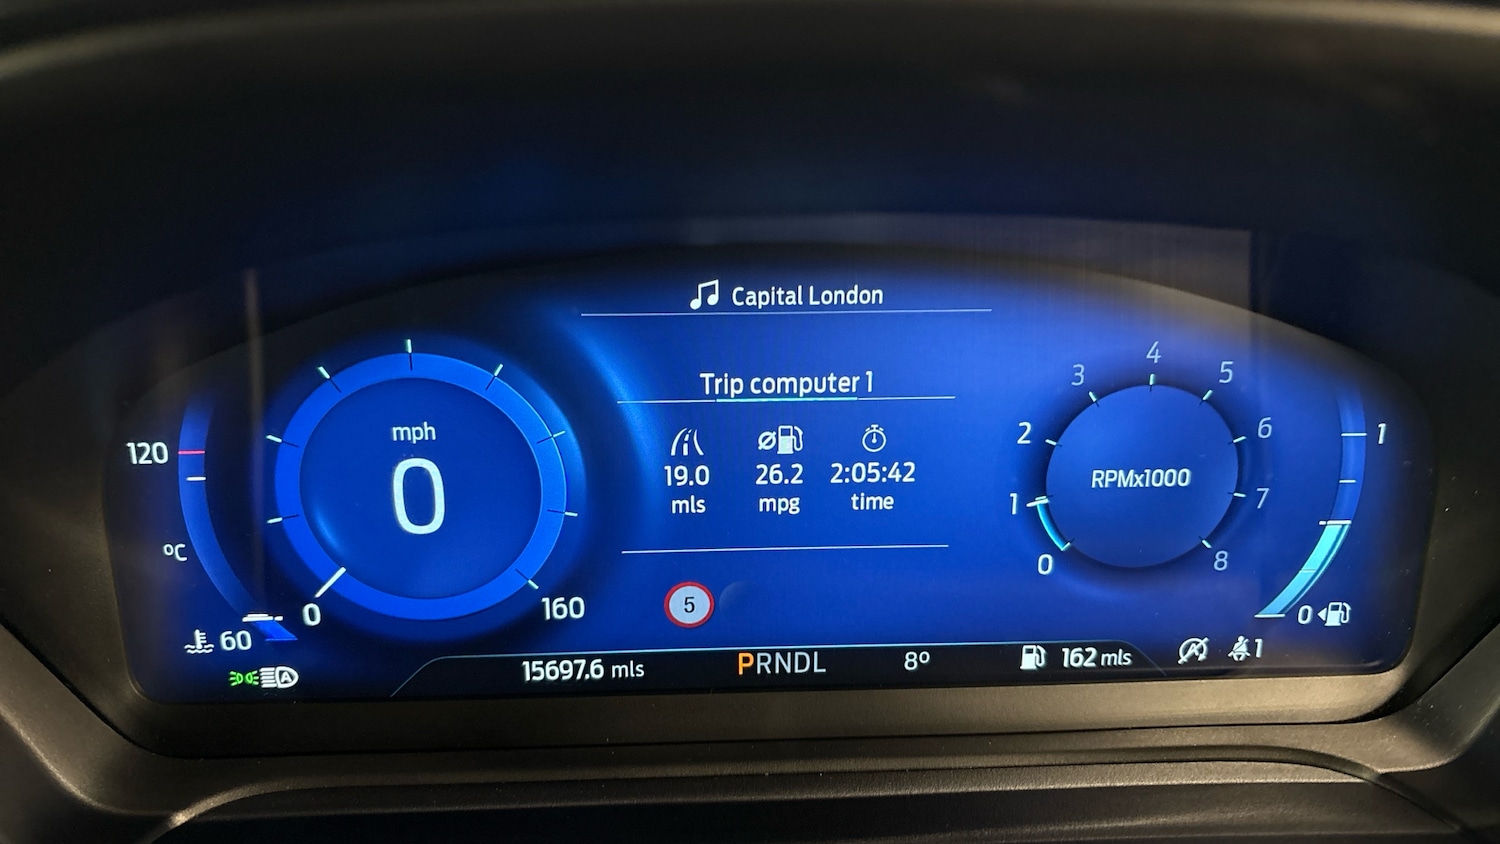 Capital London
Trip computer 1
19.0 26.2 2:05:42
mls mpg time
120
°C
60
mph
0
0 160
5
3 4 5
2 6
RPMx1000
1 7
0 8
1
0
A
15697.6 mls PRNDL 8° 162 mls A 1